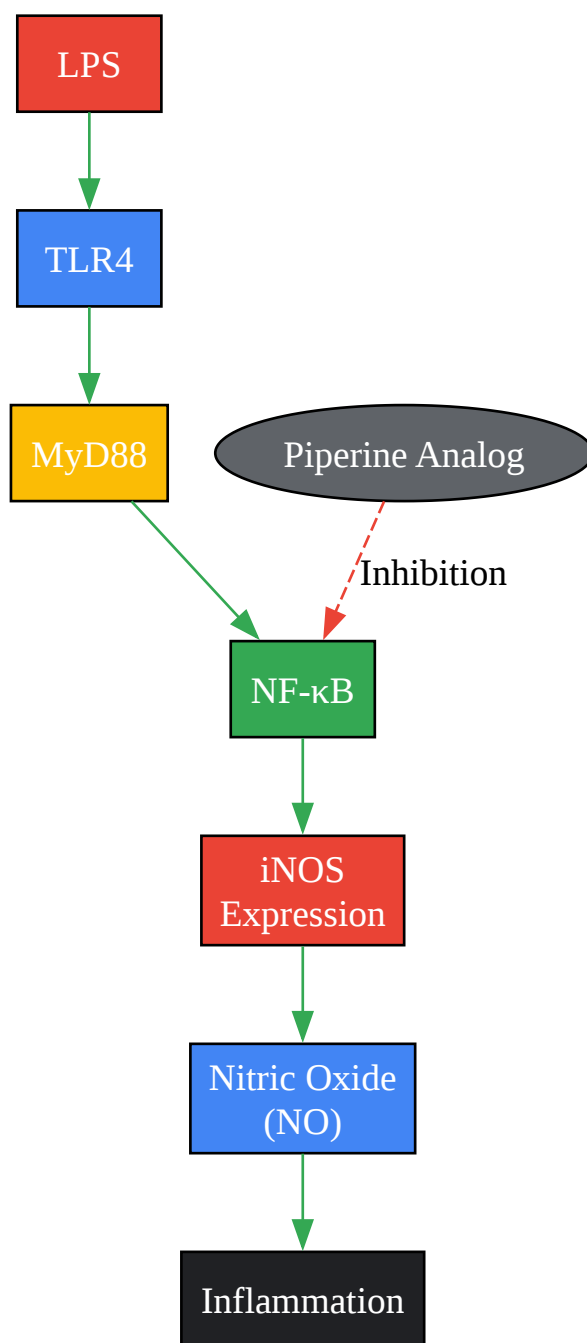 LPS
TLR4
MyD88
Piperine Analog
Inhibition
NF-κB
iNOS
Expression
Nitric Oxide
(NO)
Inflammation